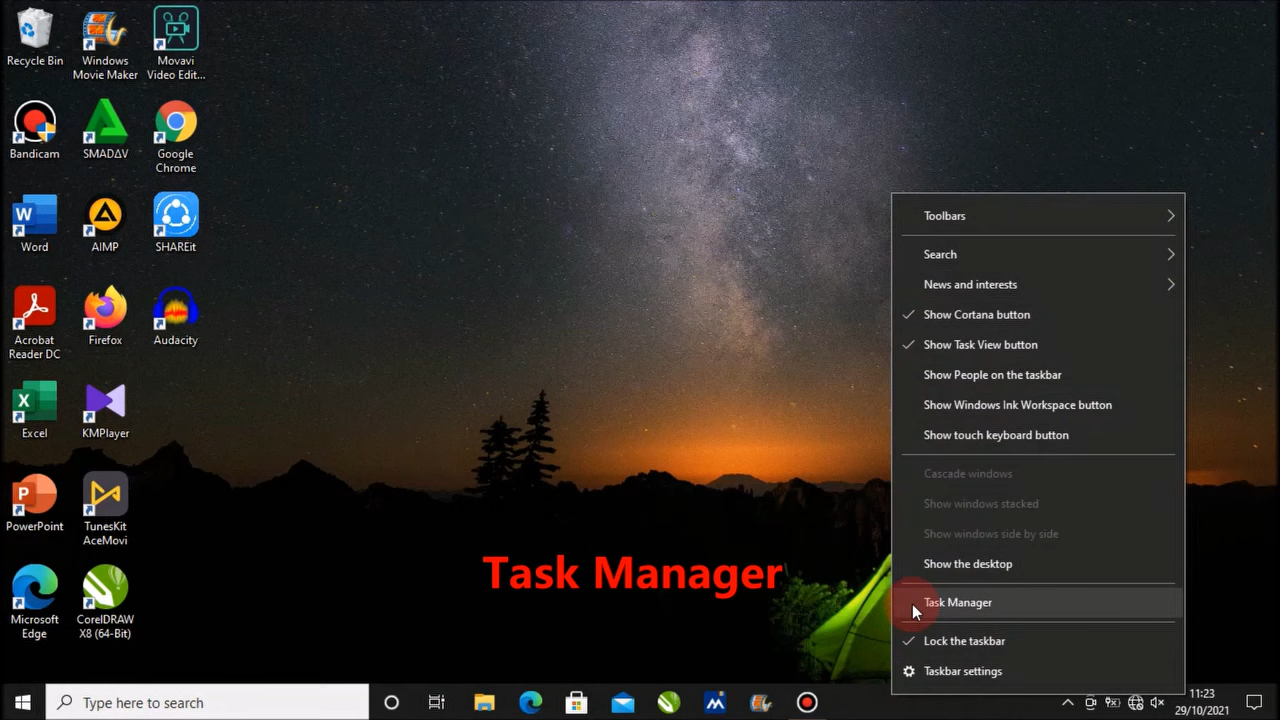 Recycle Bin
Windows
Movie Maker
Movavi
Video Edit...
Bandicam
SMADΔV
Google
Chrome
Word
AIMP
SHAREit
Acrobat
Reader DC
Firefox
Audacity
Excel
KMPlayer
PowerPoint
TunesKit
AceMovi
Microsoft
Edge
CorelDRAW
X8 (64-Bit)
Task Manager
Toolbars
Search
News and interests
Show Cortana button
Show Task View button
Show People on the taskbar
Show Windows Ink Workspace button
Show touch keyboard button
Cascade windows
Show windows stacked
Show windows side by side
Show the desktop
Task Manager
Lock the taskbar
Taskbar settings
Type here to search
11:23
29/10/2021